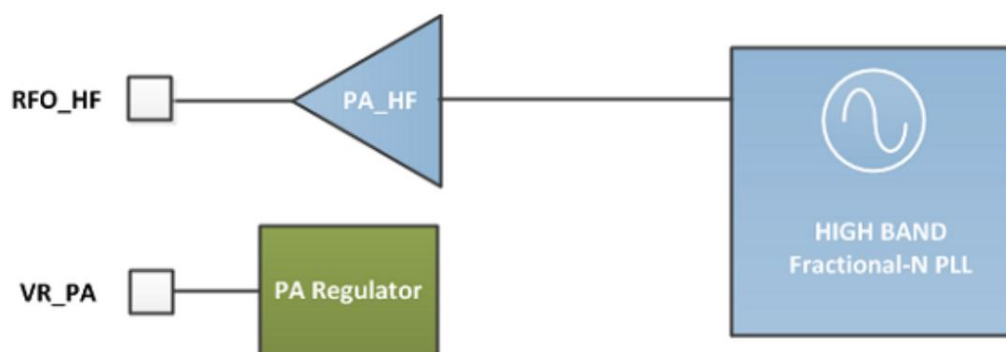 RFO_HF
PA_HF
HIGH BAND
Fractional-N PLL
VR_PA
PA Regulator